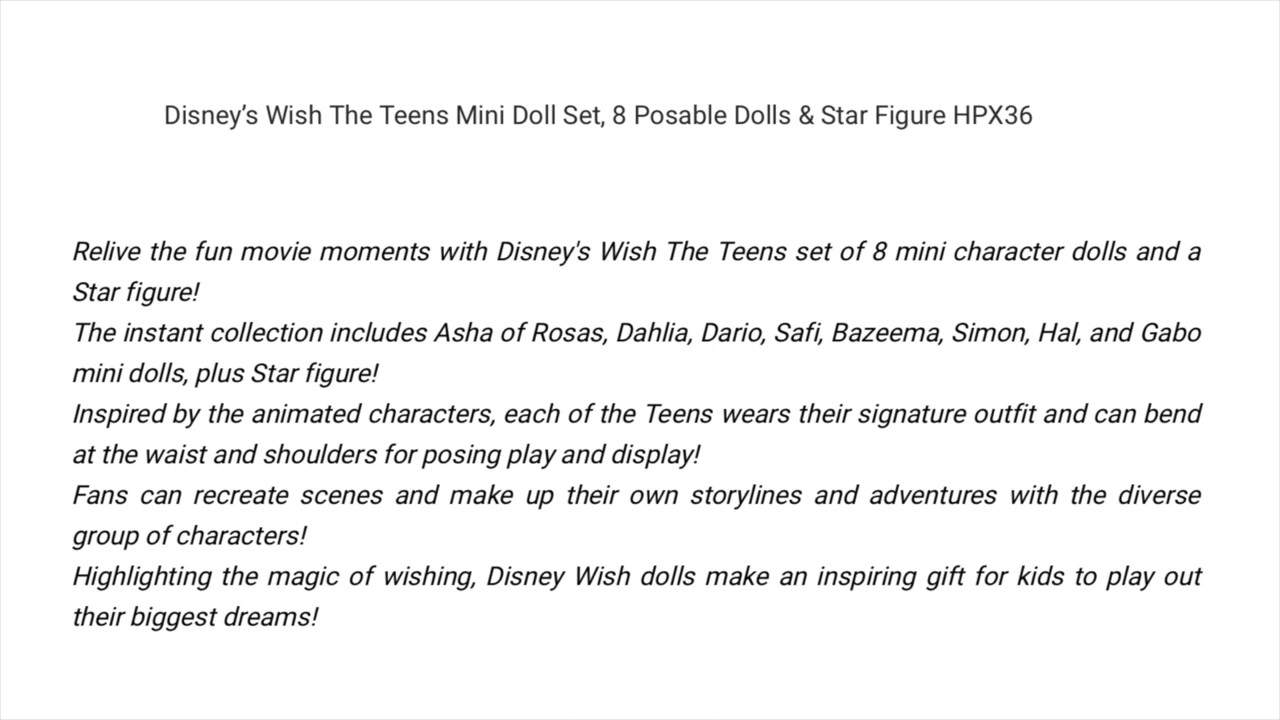 Disney’s Wish The Teens Mini Doll Set, 8 Posable Dolls & Star Figure HPX36
Relive the fun movie moments with Disney's Wish The Teens set of 8 mini character dolls and a
Star figure!
The instant collection includes Asha of Rosas, Dahlia, Dario, Safi, Bazeema, Simon, Hal, and Gabo
mini dolls, plus Star figure!
Inspired by the animated characters, each of the Teens wears their signature outfit and can bend
at the waist and shoulders for posing play and display!
Fans can recreate scenes and make up their own storylines and adventures with the diverse
group of characters!
Highlighting the magic of wishing, Disney Wish dolls make an inspiring gift for kids to play out
their biggest dreams!